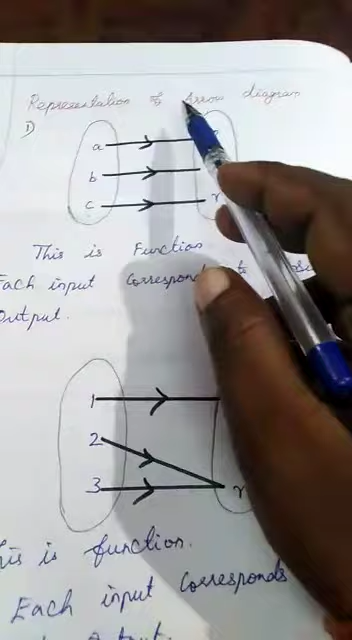 Representation of Arrow diagram
1)
a
b
c r
This is Function
Each input Corresponds to
Output.
1
2
3 r
This is function.
Each input Corresponds
Output